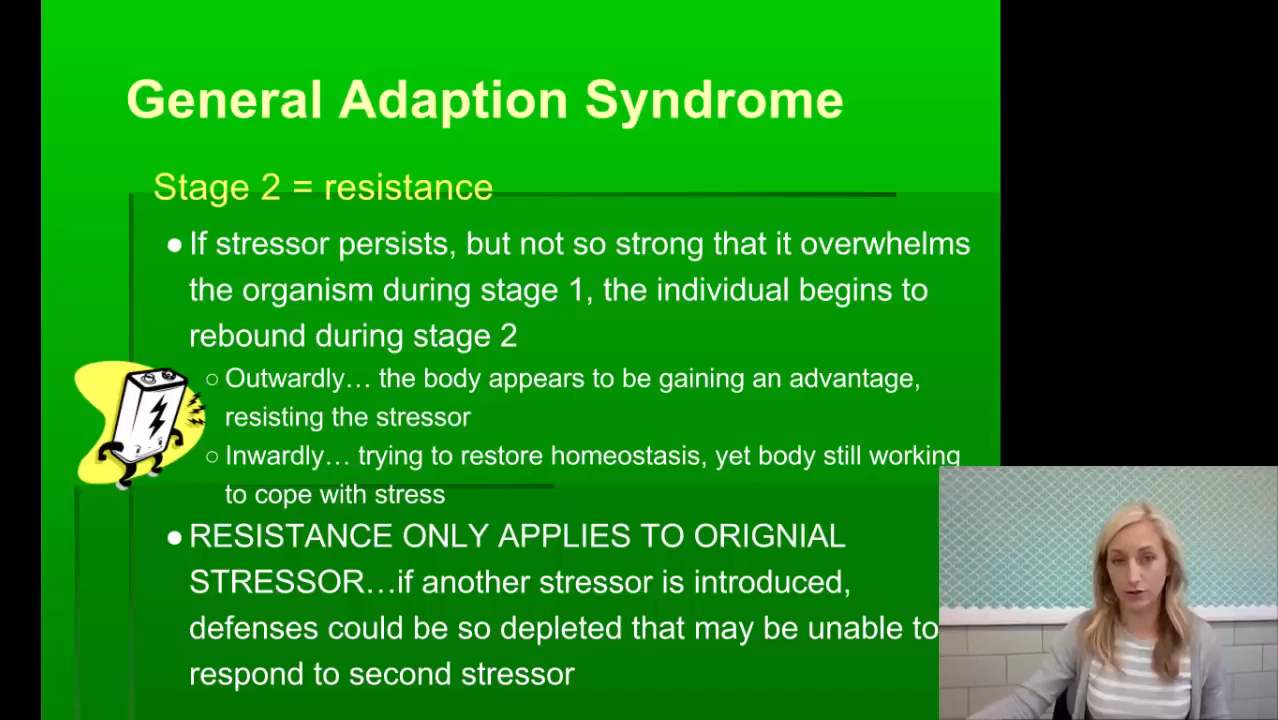 General Adaption Syndrome
Stage 2 = resistance
●If stressor persists, but not so strong that it overwhelms
the organism during stage 1, the individual begins to
rebound during stage 2
○Outwardly… the body appears to be gaining an advantage,
resisting the stressor
○Inwardly… trying to restore homeostasis, yet body still working
to cope with stress
●RESISTANCE ONLY APPLIES TO ORIGNIAL
STRESSOR…if another stressor is introduced,
defenses could be so depleted that may be unable to
respond to second stressor